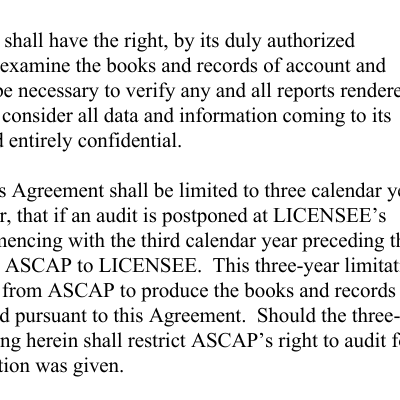 shall have the right, by its duly authorized
examine the books and records of account and
be necessary to verify any and all reports rendere
consider all data and information coming to its
entirely confidential.
Agreement shall be limited to three calendar y
that if an audit is postponed at LICENSEE's
with the third calendar year preceding th
ASCAP to LICENSEE. This three-year limitat
from ASCAP to produce the books and records
d pursuant to this Agreement. Should the three-
herein shall restrict ASCAP's right to audit f
tion was given.